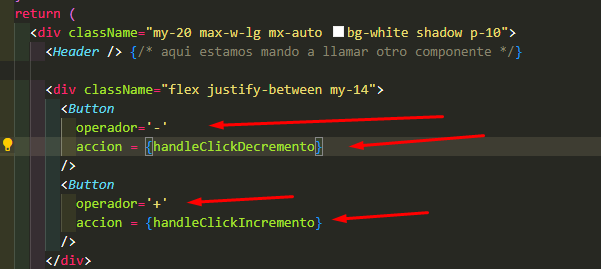 return (
<div className="my-20 max-w-lg mx-auto bg-white shadow p-10">
<Header /> {/* aqui estamos mando a llamar otro componente */}
<div className="flex justify-between my-14">
<Button
operador='-'
accion = {handleClickDecremento}
/>
<Button
operador='+'
accion = {handleClickIncremento}
/>
</div>